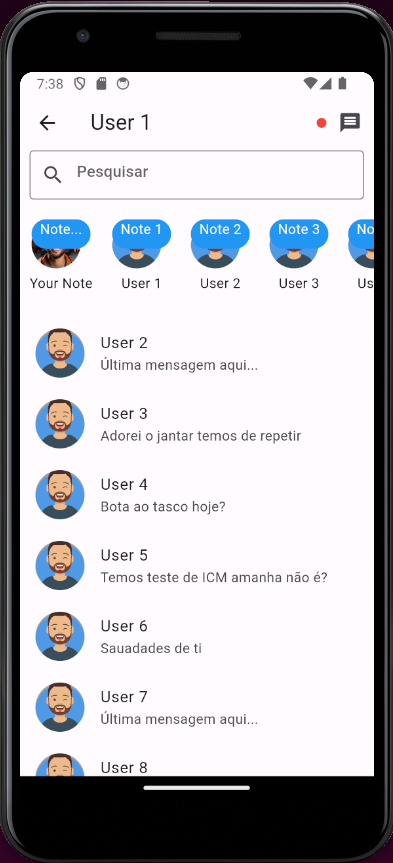 7:38
User 1
Pesquisar
Note...
Note 1
Note 2
Note 3
No
Your Note
User 1
User 2
User 3
Us
User 2
Última mensagem aqui...
User 3
Adorei o jantar temos de repetir
User 4
Bota ao tasco hoje?
User 5
Temos teste de ICM amanha não é?
User 6
Sauadades de ti
User 7
Última mensagem aqui...
User 8